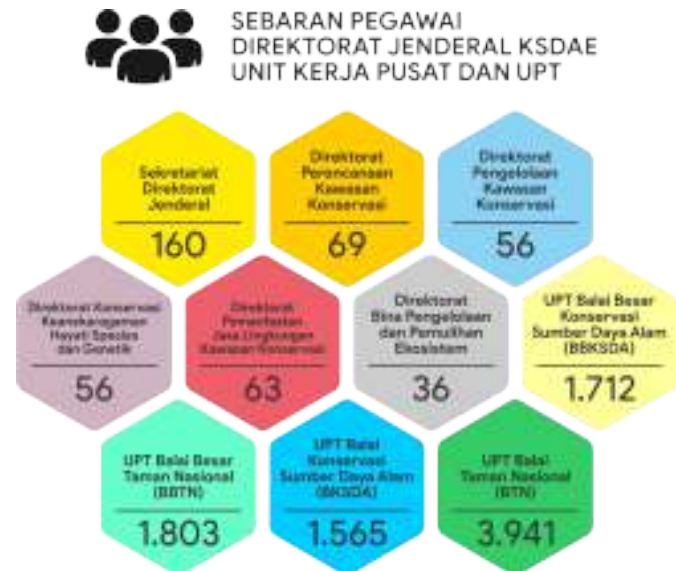 SEBARAN PEGAWAI
DIREKTORAT JENDERAL KSDAE
UNIT KERJA PUSAT DAN UPT
Sekretariat
Direktorat
Jenderal
160
Direktorat
Perencanaan
Kawasan
Konservasi
69
Direktorat
Pengelolaan
Kawasan
Konservasi
56
Direktorat Konservasi
Keanekaragaman
Hayati Species
dan Genetik
56
Direktorat
Pemanfaatan
Jasa Lingkungan
Kawasan Konservasi
63
Direktorat
Bina Pengelolaan
dan Pemulihan
Ekosistem
36
UPT Balai Besar
Konservasi
Sumber Daya Alam
(BBKSDA)
1.712
UPT Balai Besar
Taman Nasional
(BBTN)
1.803
UPT Balai
Konservasi
Sumber Daya Alam
(BKSDA)
1.565
UPT Balai
Taman Nasional
(BTN)
3.941